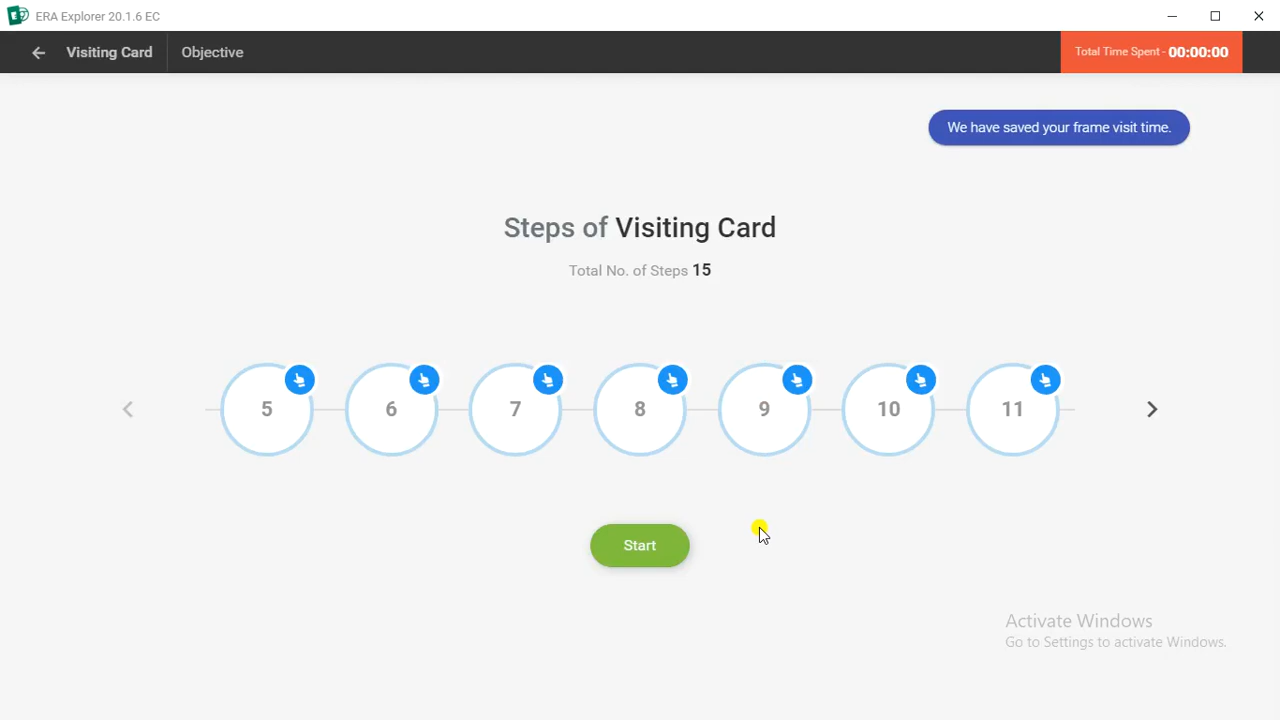 ERA Explorer 20.1.6 EC
Visiting Card
Objective
Total Time Spent - 00:00:00
We have saved your frame visit time.
Steps of Visiting Card
Total No. of Steps 15
5 6 7 8 9 10 11
Start
Activate Windows
Go to Settings to activate Windows.